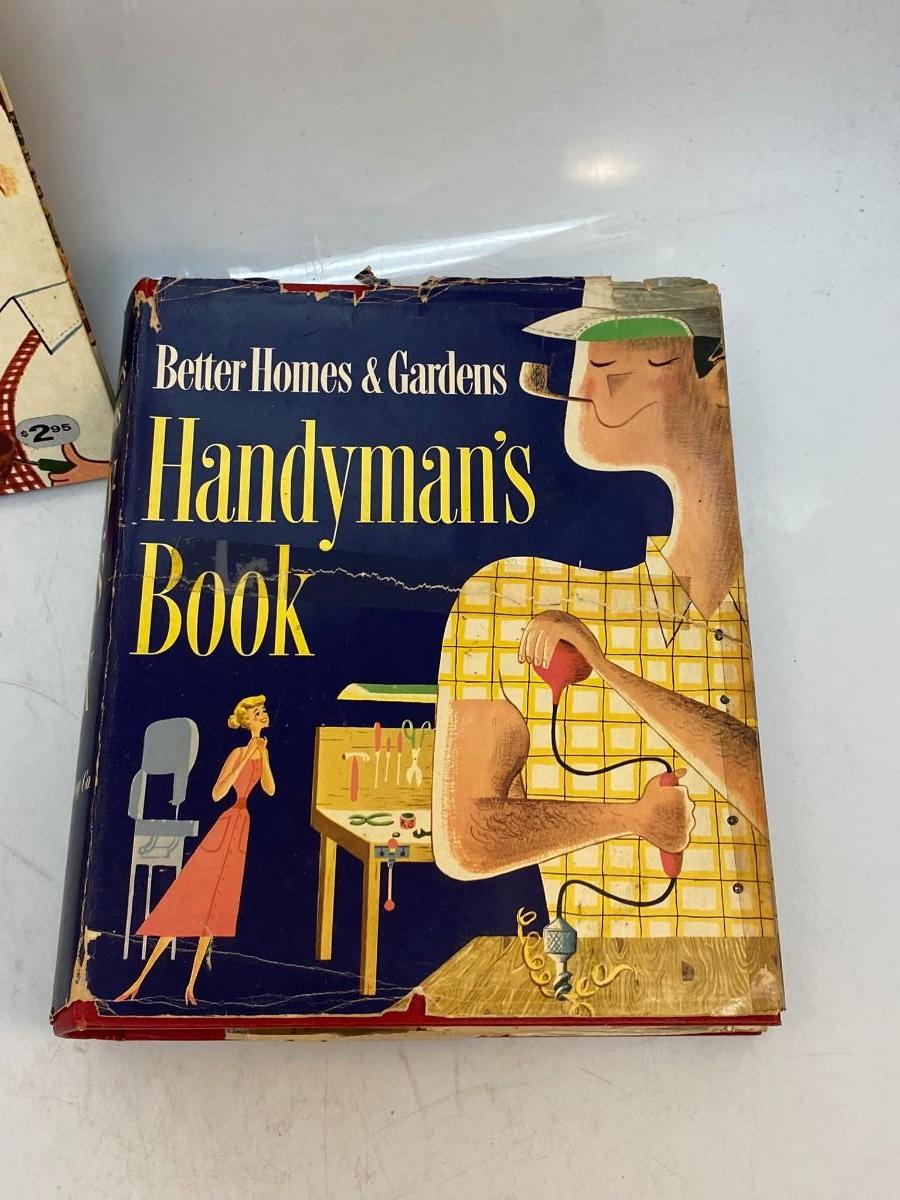 Better Homes & Gardens
Handyman's
Book
$2.95